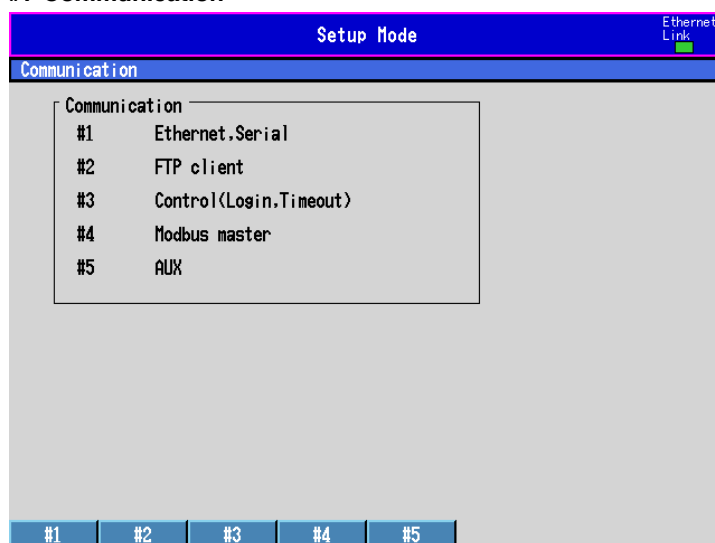 Setup Mode
Ethernet
Link
Communication
Communication
#1 Ethernet,Serial
#2 FTP client
#3 Control(Login,Timeout)
#4 Modbus master
#5 AUX
#1 #2 #3 #4 #5